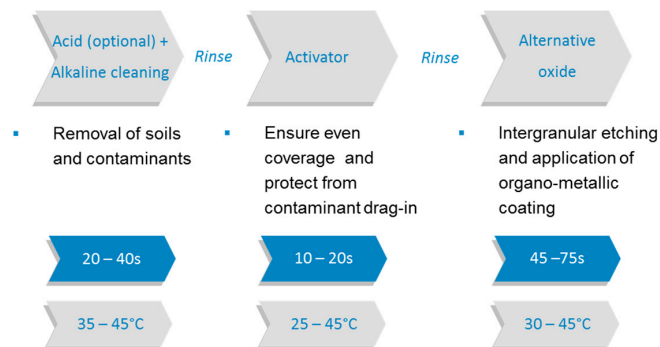 Acid (optional) +
Alkaline cleaning
Rinse
Activator
Rinse
Alternative
oxide
▪ Removal of soils
and contaminants
▪ Ensure even
coverage and
protect from
contaminant drag-in
▪ Intergranular etching
and application of
organo-metallic
coating
20 – 40s
10 – 20s
45 –75s
35 – 45°C
25 – 45°C
30 – 45°C